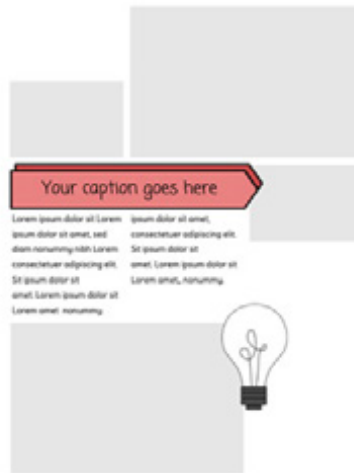 Your caption goes here
Lorem ipsum dolor sit Lorem
ipsum dolor sit amet, sed
diam nonummy nibh Lorem
consectetuer adipiscing elit.
Sit ipsum dolor sit
amet. Lorem ipsum dolor sit
Lorem amet nonummy.
ipsum dolor sit amet,
consectetuer adipiscing elit.
Sit ipsum dolor sit
amet. Lorem ipsum dolor sit
Lorem amet, nonummy.